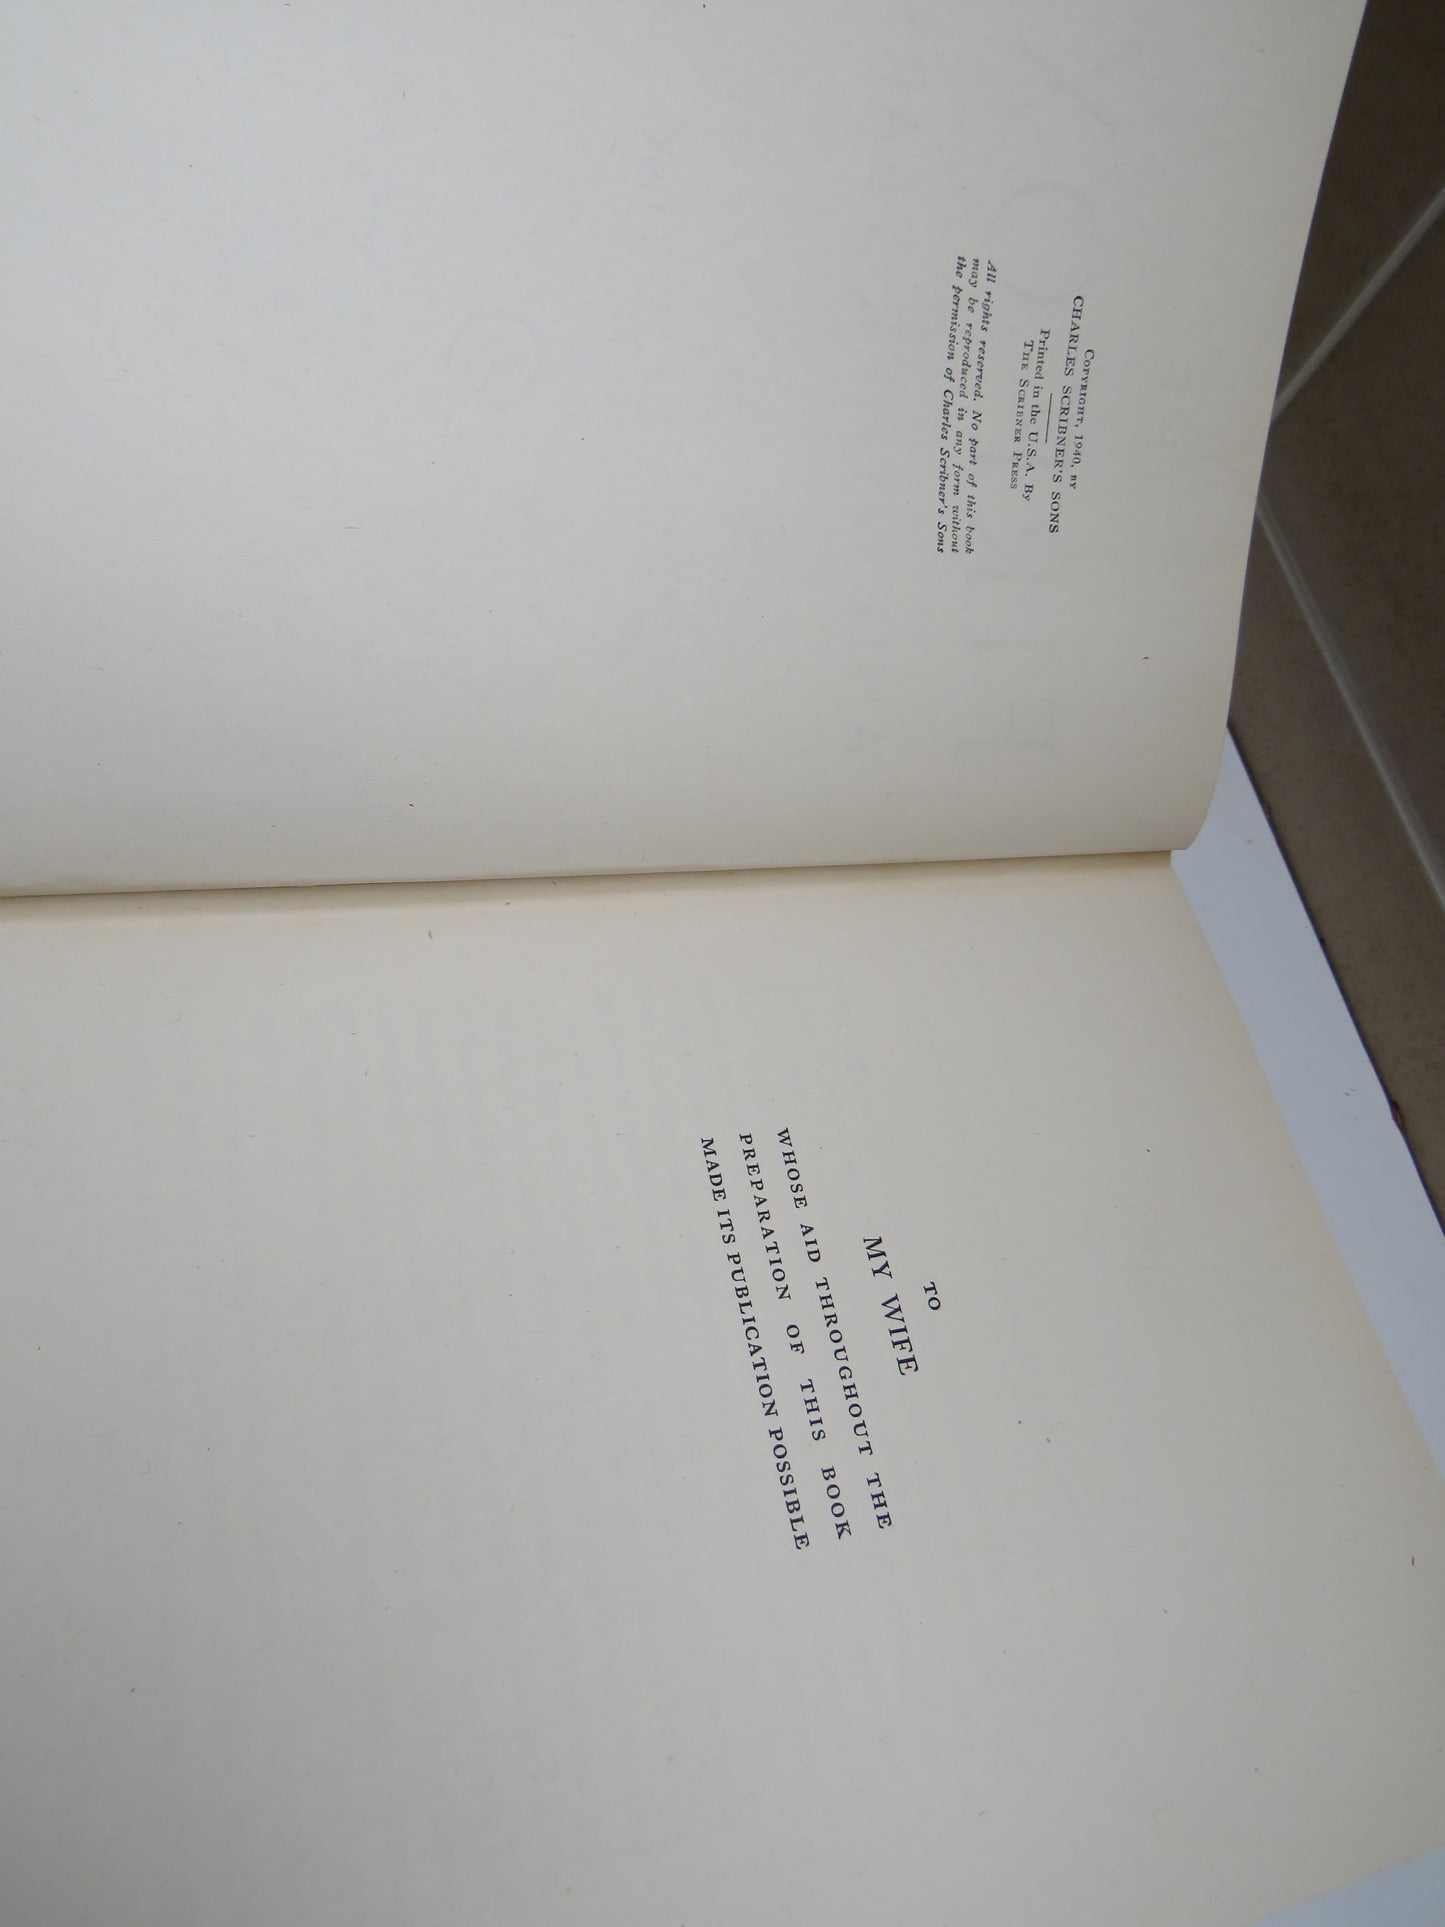 COPYRIGHT, 1940, BY
CHARLES SCRIBNER'S SONS
Printed in the U.S.A. By
THE SCRIBNER PRESS
All rights reserved. No part of this book
may be reproduced in any form without
the permission of Charles Scribner's Sons
TO
MY WIFE
WHOSE AID THROUGHOUT THE
PREPARATION OF THIS BOOK
MADE ITS PUBLICATION POSSIBLE